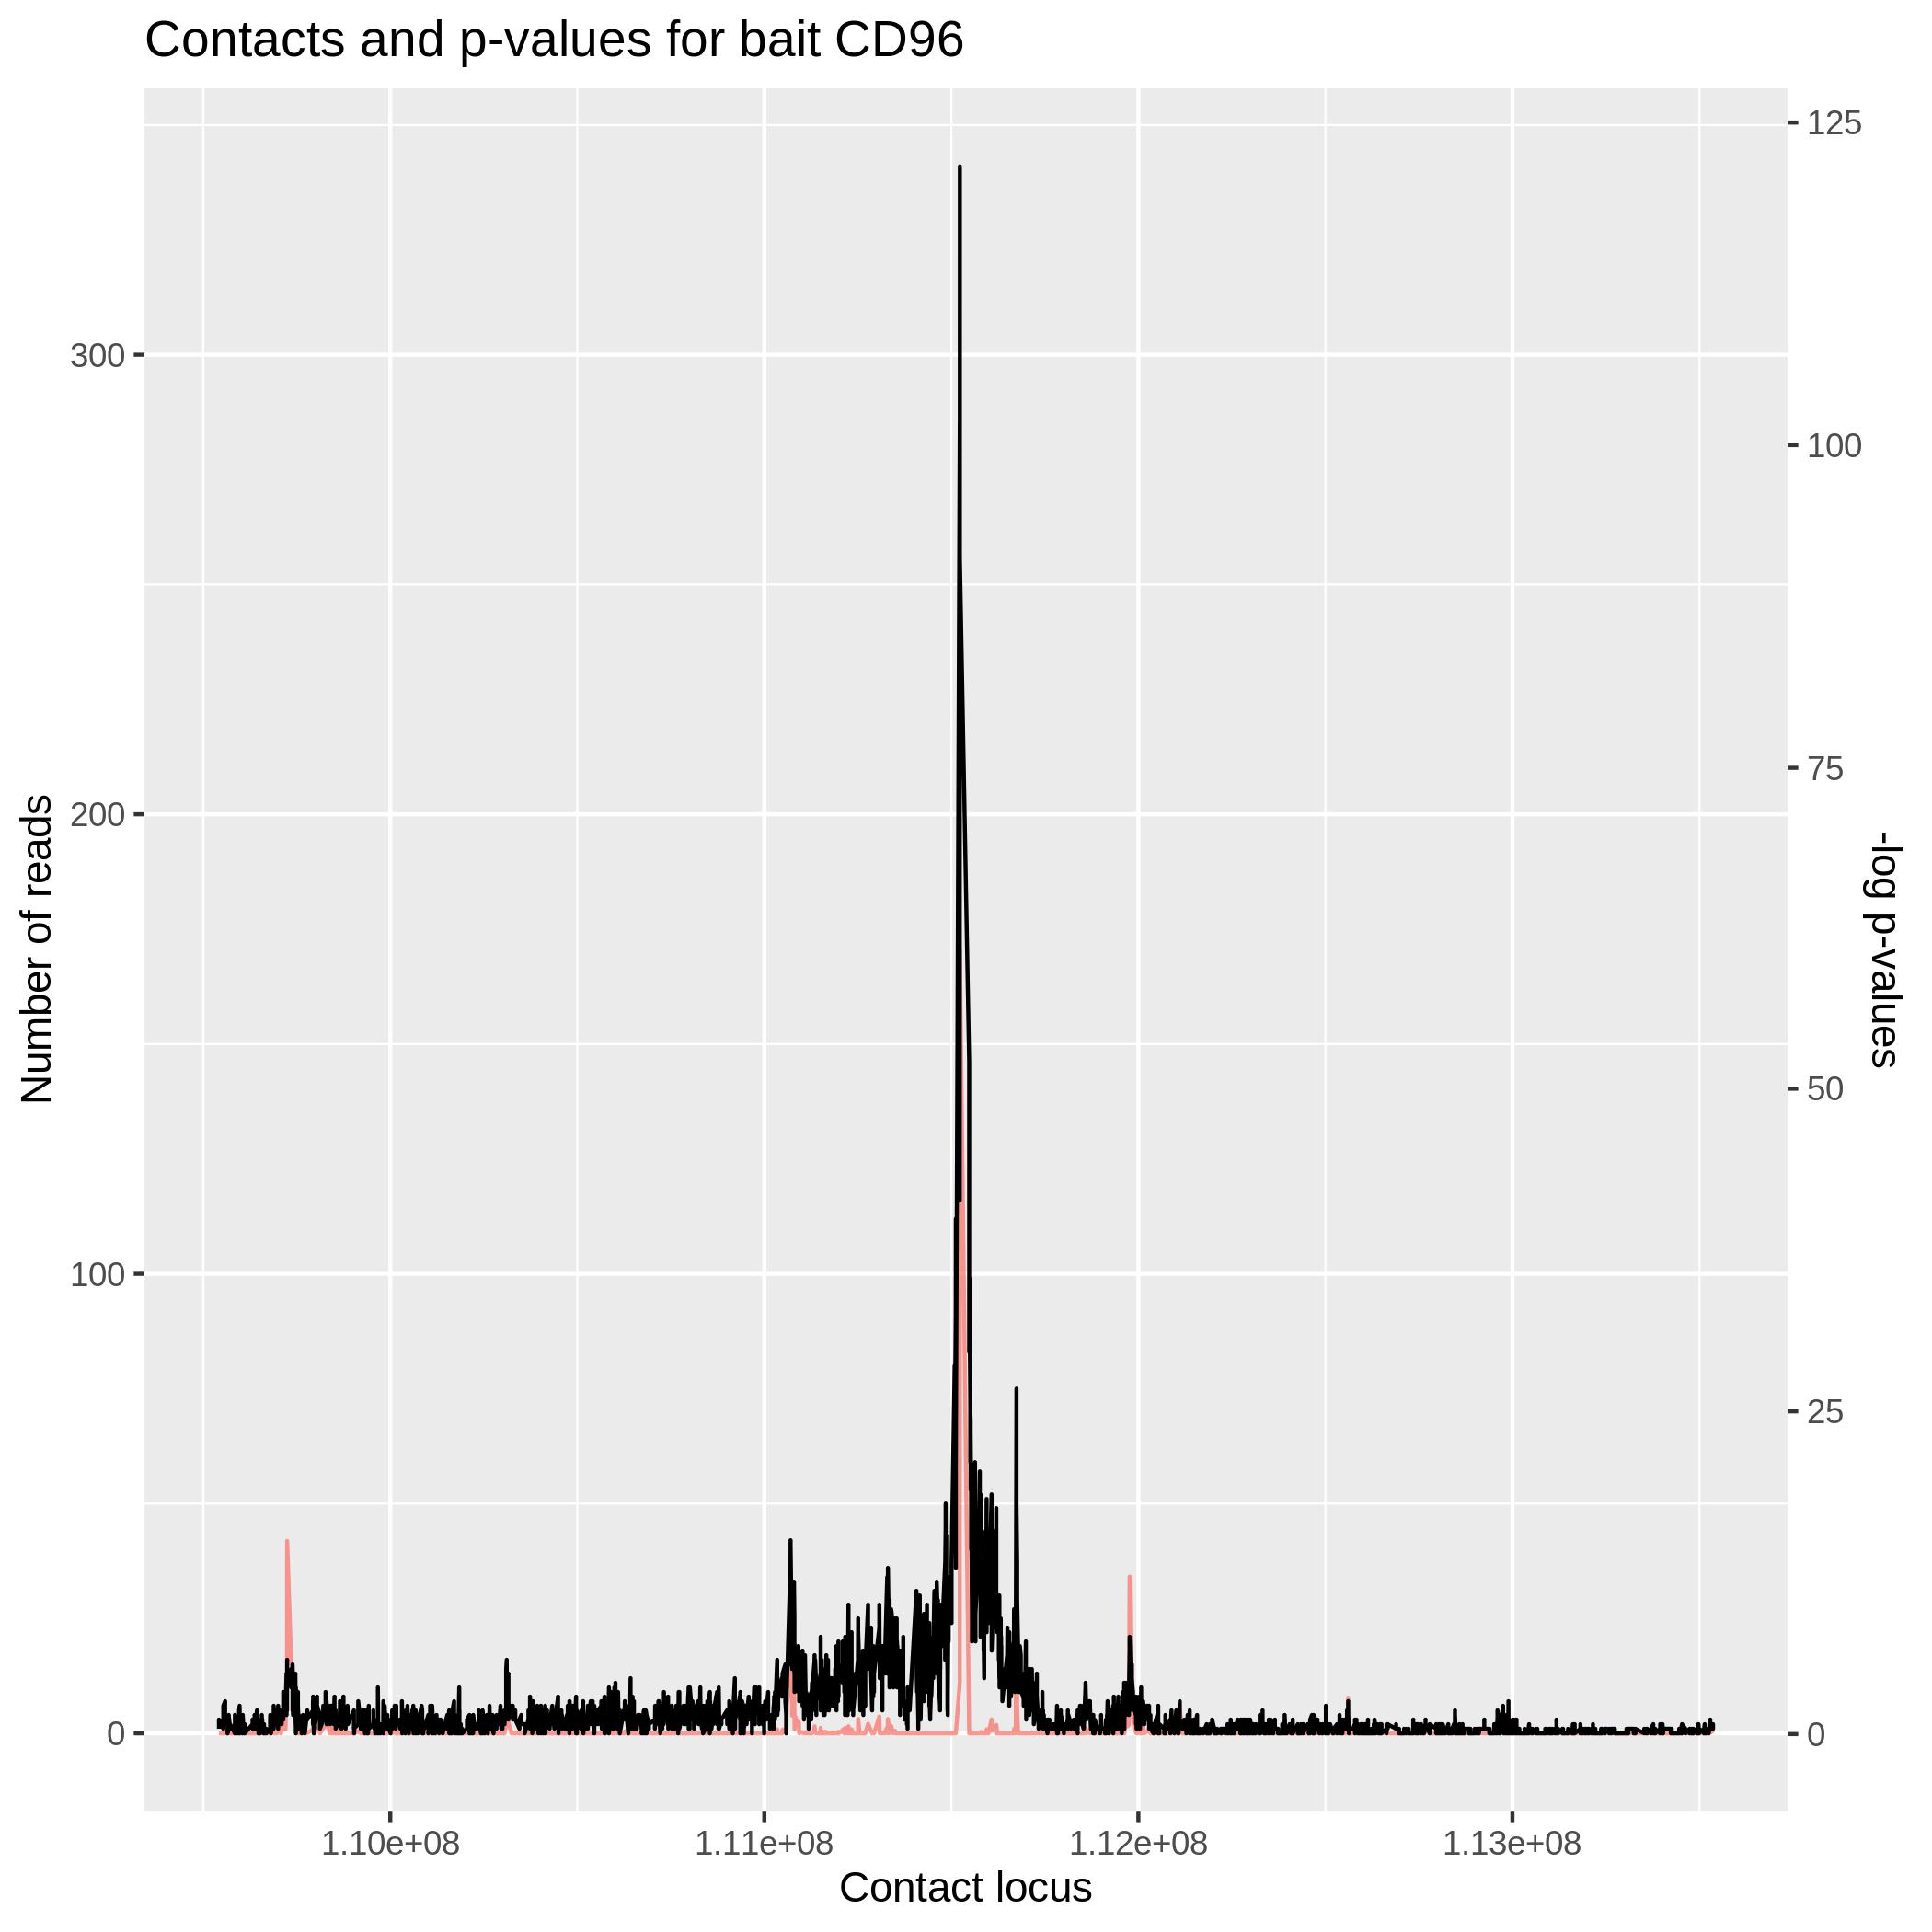 Contacts and p-values for bait CD96
Number of reads
300
200
100
0
125
100
75
50
25
0
-log p-values
1.10e+08
1.11e+08
1.12e+08
1.13e+08
Contact locus